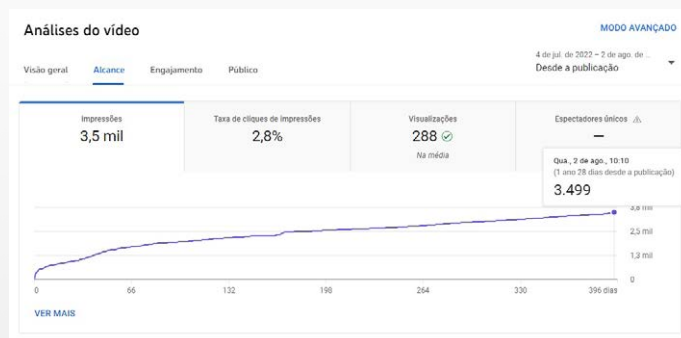 Análises do vídeo
MODO AVANÇADO
4 de jul. de 2022 – 2 de ago. de ...
Desde a publicação
Visão geral
Alcance
Engajamento
Público
Impressões
3,5 mil
Taxa de cliques de impressões
2,8%
Visualizações
288
Na média
Espectadores únicos
—
Qua., 2 de ago., 10:10
(1 ano 28 dias desde a publicação)
3.499
3,8 mil
2,5 mil
1,3 mil
0
0
66
132
198
264
330
396 dias
VER MAIS